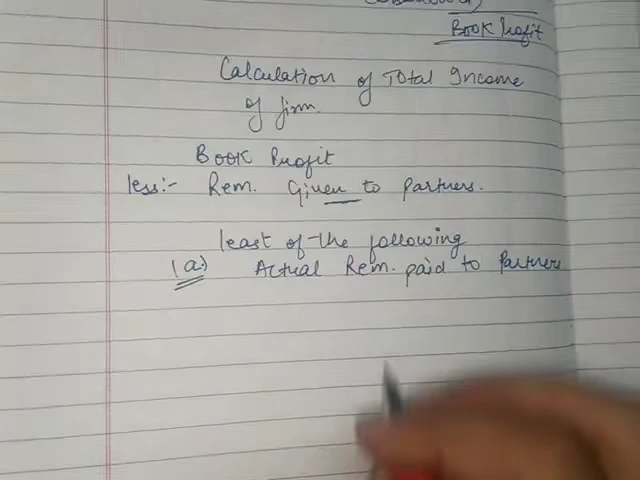 Book Profit
Calculation of Total Income
of firm.
Book Profit
less:- Rem. Given to Partners.
least of the following
(a) Actual Rem. paid to Partners